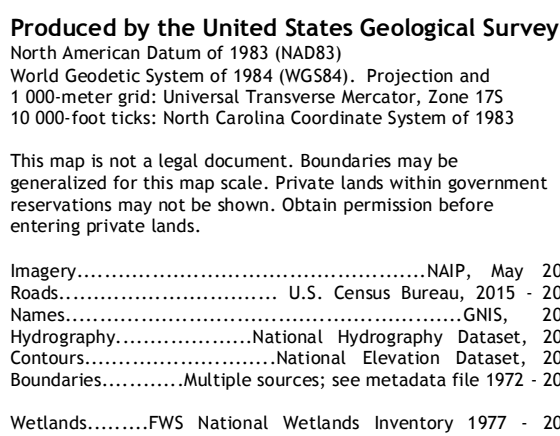 Produced by the United States Geological Survey
North American Datum of 1983 (NAD83)
World Geodetic System of 1984 (WGS84). Projection and
1 000-meter grid: Universal Transverse Mercator, Zone 17S
10 000-foot ticks: North Carolina Coordinate System of 1983
This map is not a legal document. Boundaries may be
generalized for this map scale. Private lands within government
reservations may not be shown. Obtain permission before
entering private lands.
Imagery..............................................NAIP, May 20
Roads............................. U.S. Census Bureau, 2015 - 20
Names....................................................GNIS, 20
Hydrography..................National Hydrography Dataset, 20
Contours.........................National Elevation Dataset, 20
Boundaries............Multiple sources; see metadata file 1972 - 20
Wetlands.........FWS National Wetlands Inventory 1977 - 20